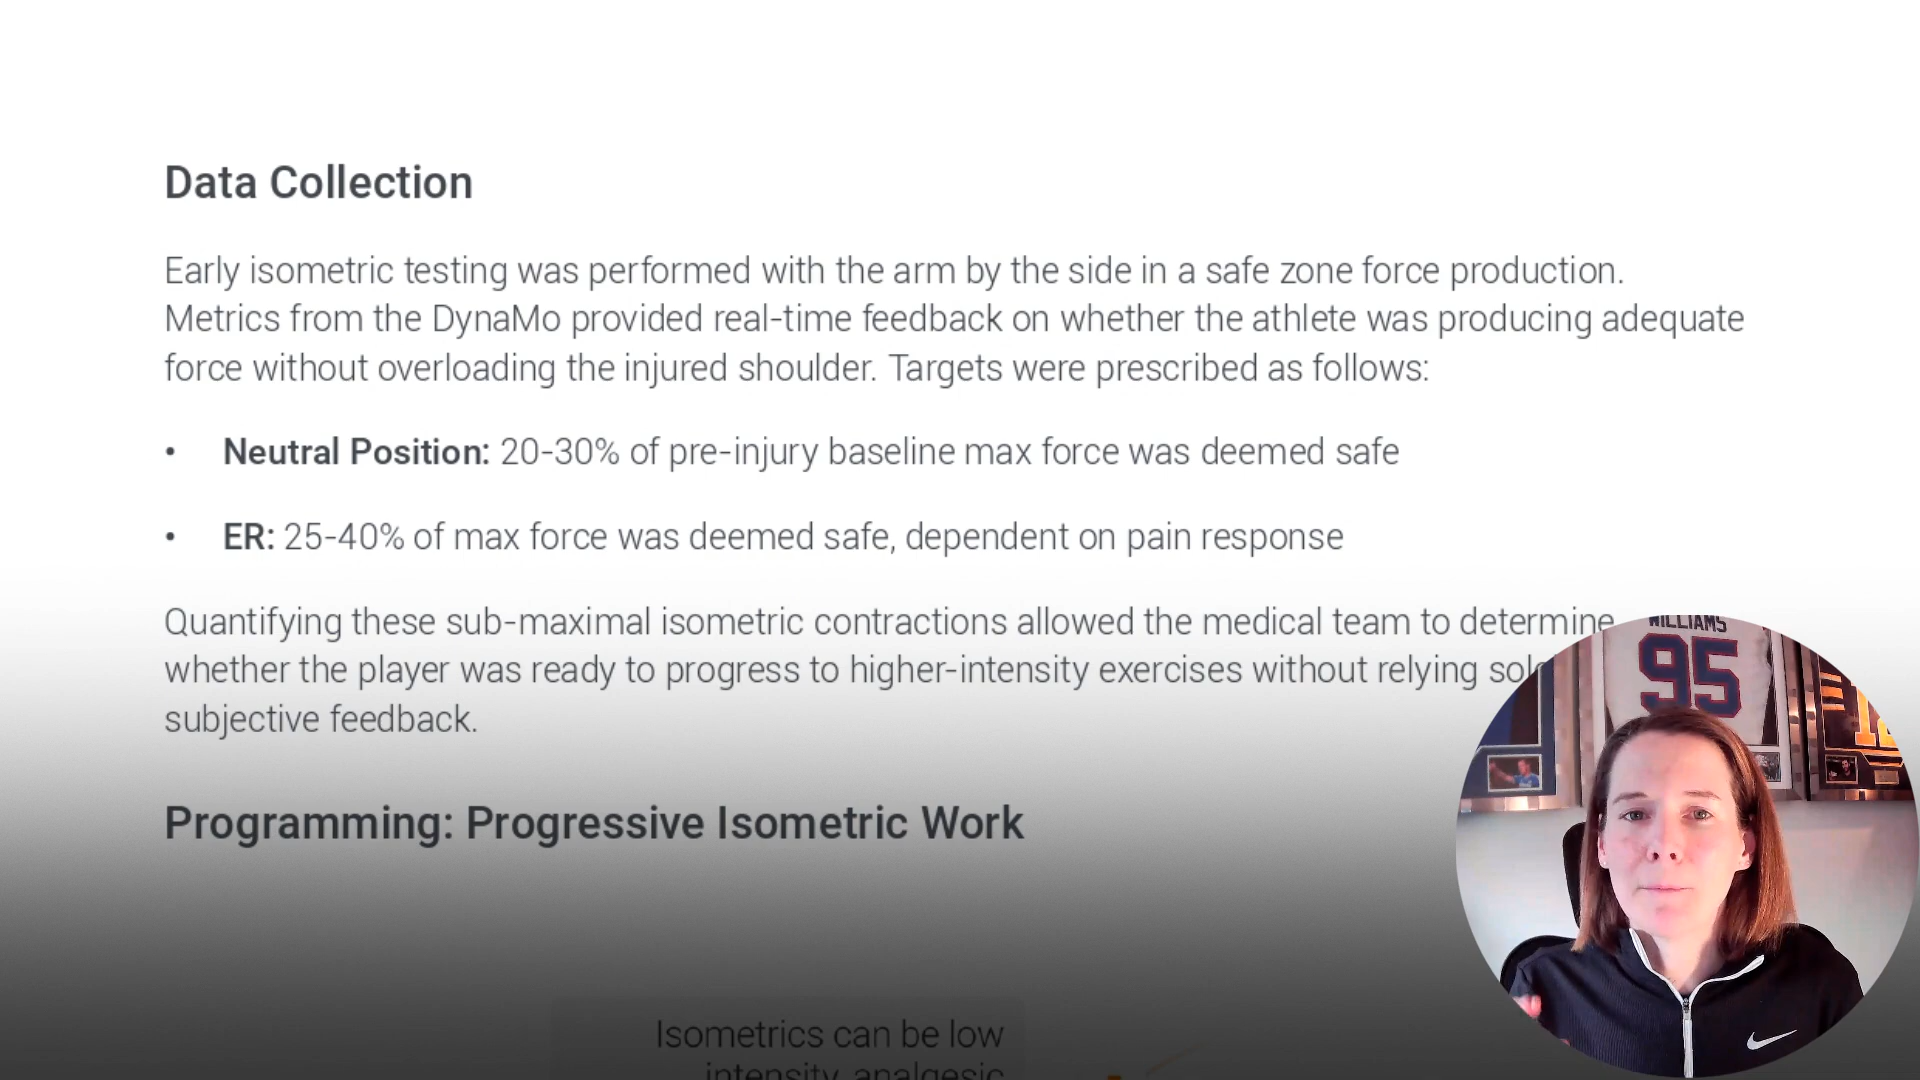 Data Collection
Early isometric testing was performed with the arm by the side in a safe zone force production.
Metrics from the DynaMo provided real-time feedback on whether the athlete was producing adequate
force without overloading the injured shoulder. Targets were prescribed as follows:
• Neutral Position: 20-30% of pre-injury baseline max force was deemed safe
• ER: 25-40% of max force was deemed safe, dependent on pain response
Quantifying these sub-maximal isometric contractions allowed the medical team to determine
whether the player was ready to progress to higher-intensity exercises without relying
subjective feedback.
WILLIAMS
95
Programming: Progressive Isometric Work
Isometrics can be low
intensity, analgesic